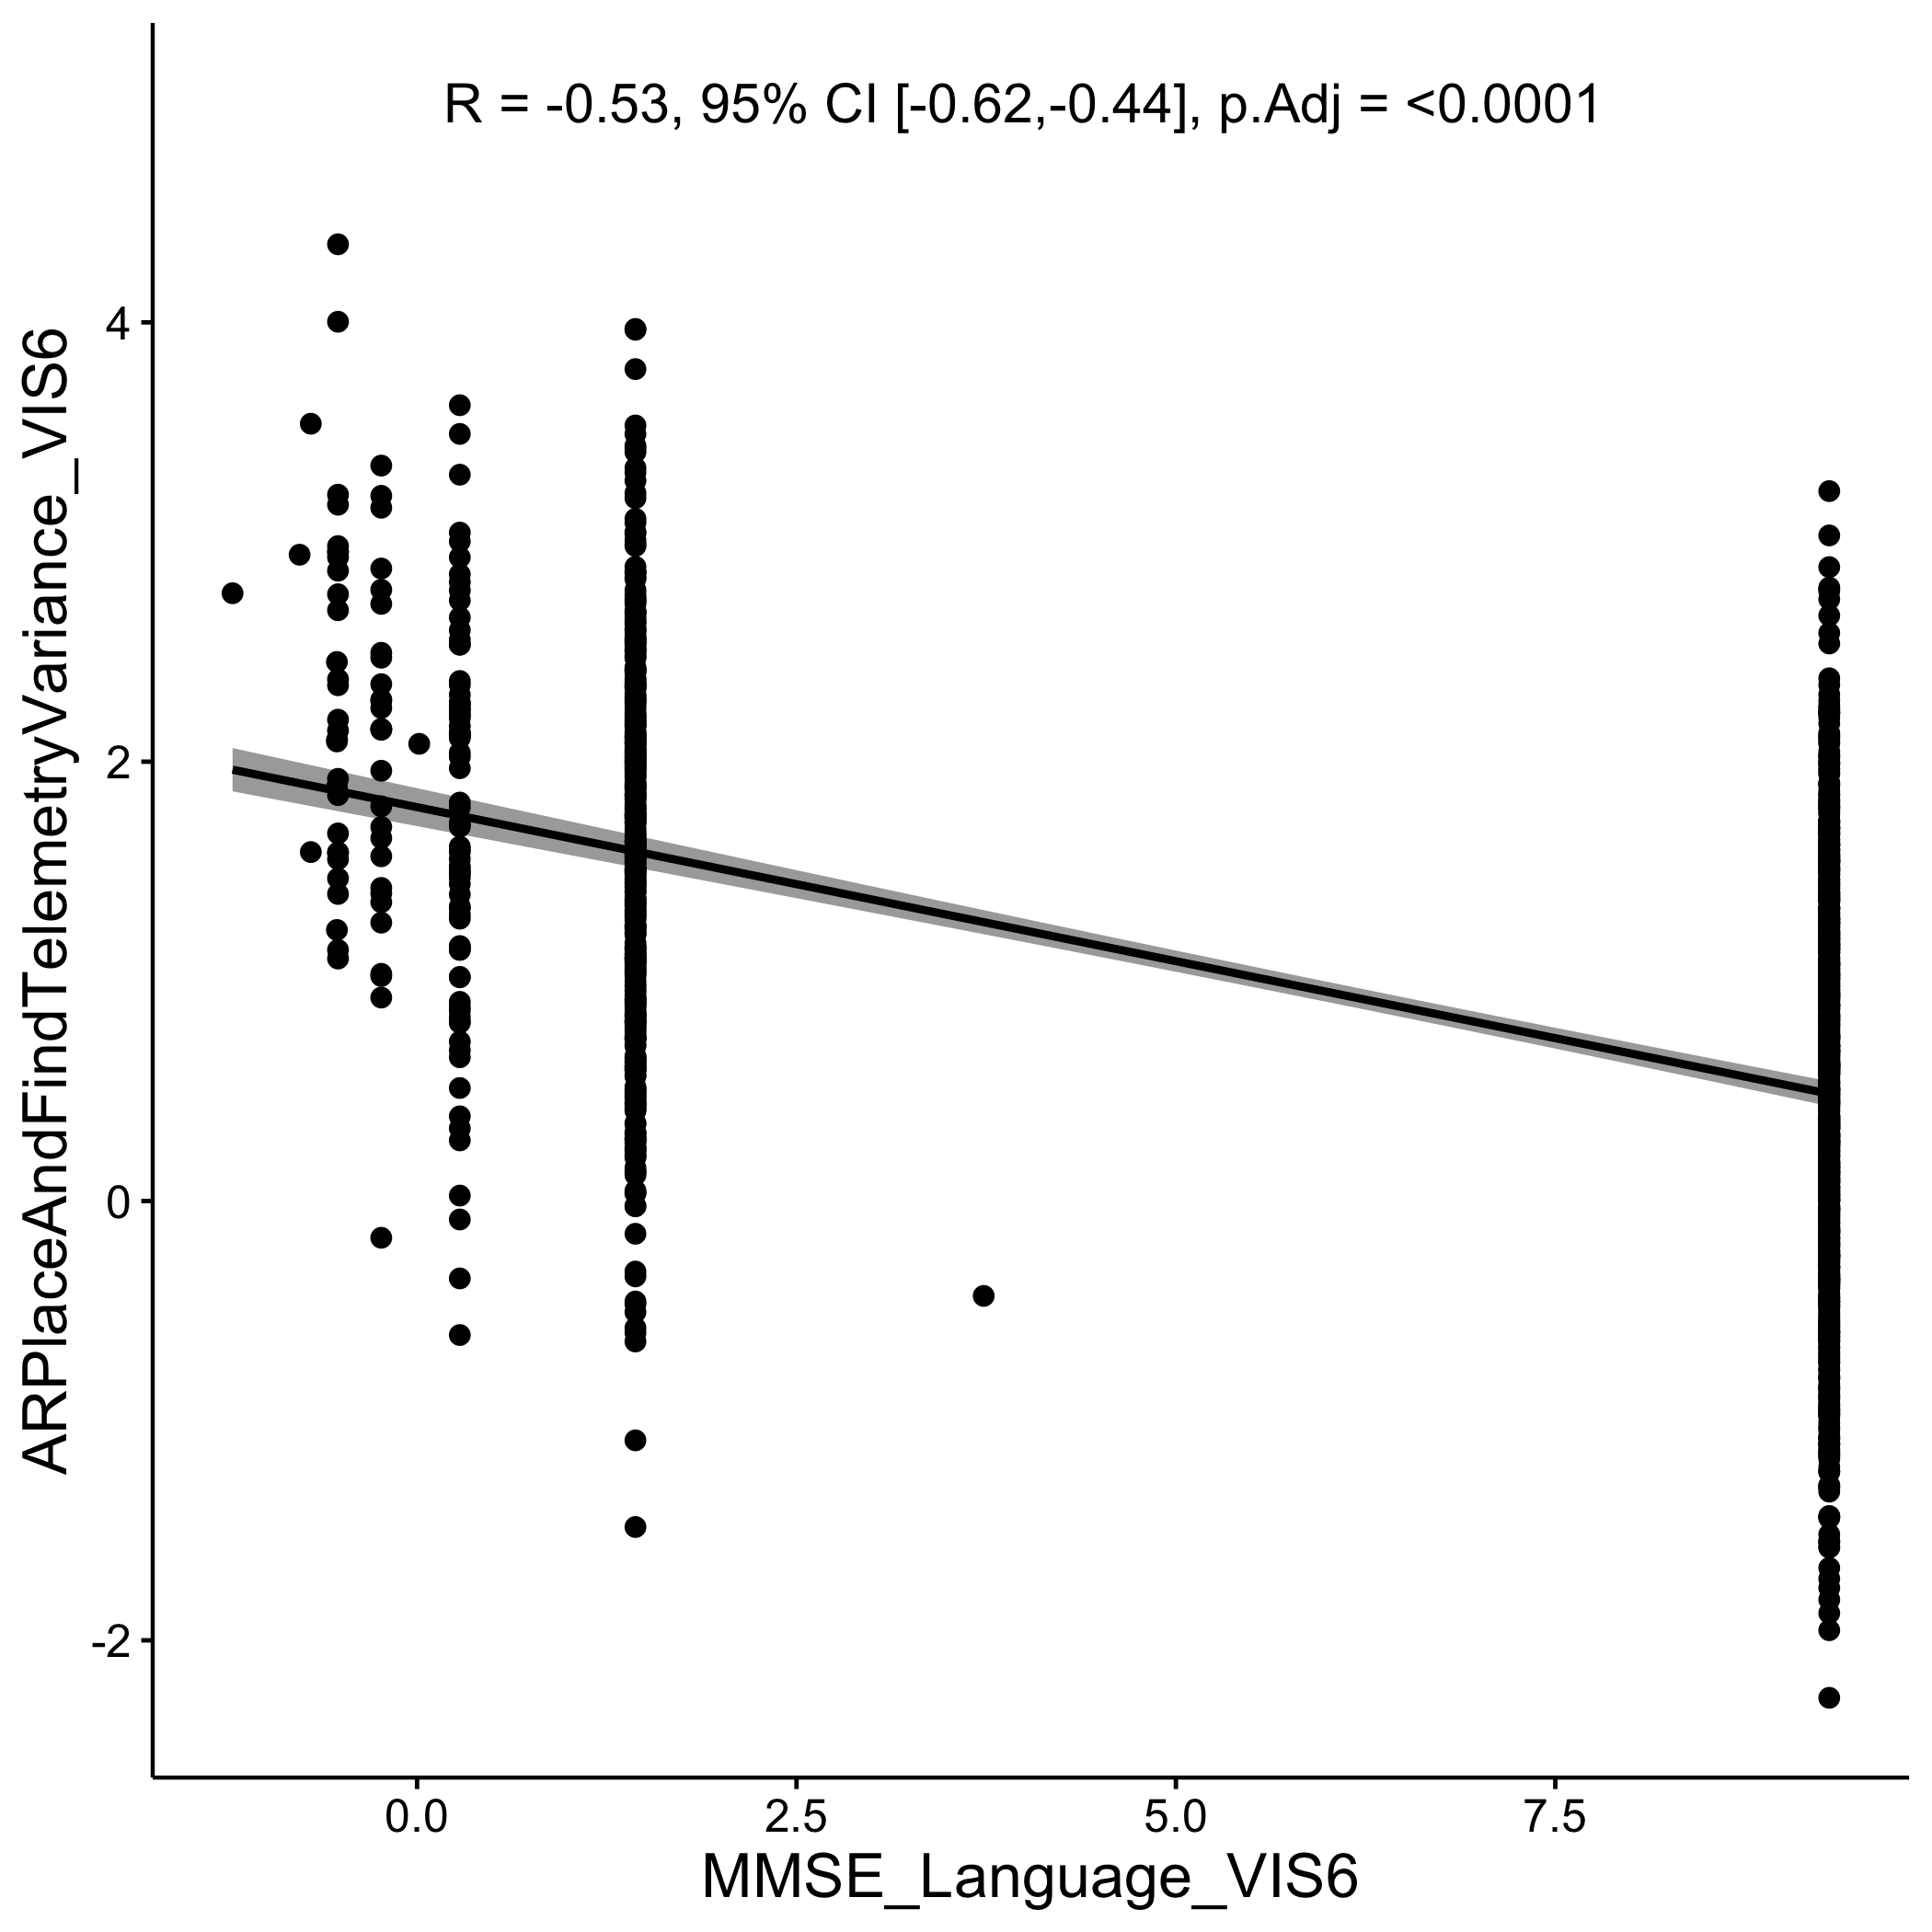 R = -0.53, 95% CI [-0.62,-0.44], p.Adj = <0.0001
ARPlaceAndFindTelemetryVariance_VIS6
4
2
0
-2
0.0 2.5 5.0 7.5
MMSE_Language_VIS6